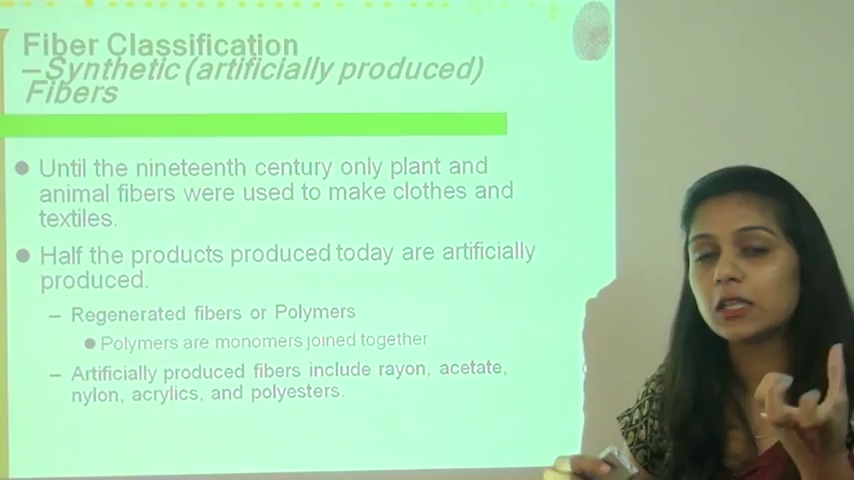 Fiber Classification
–Synthetic (artificially produced)
Fibers
● Until the nineteenth century only plant and
animal fibers were used to make clothes and
textiles.
● Half the products produced today are artificially
produced.
– Regenerated fibers or Polymers
● Polymers are monomers joined together
– Artificially produced fibers include rayon, acetate,
nylon, acrylics, and polyesters.